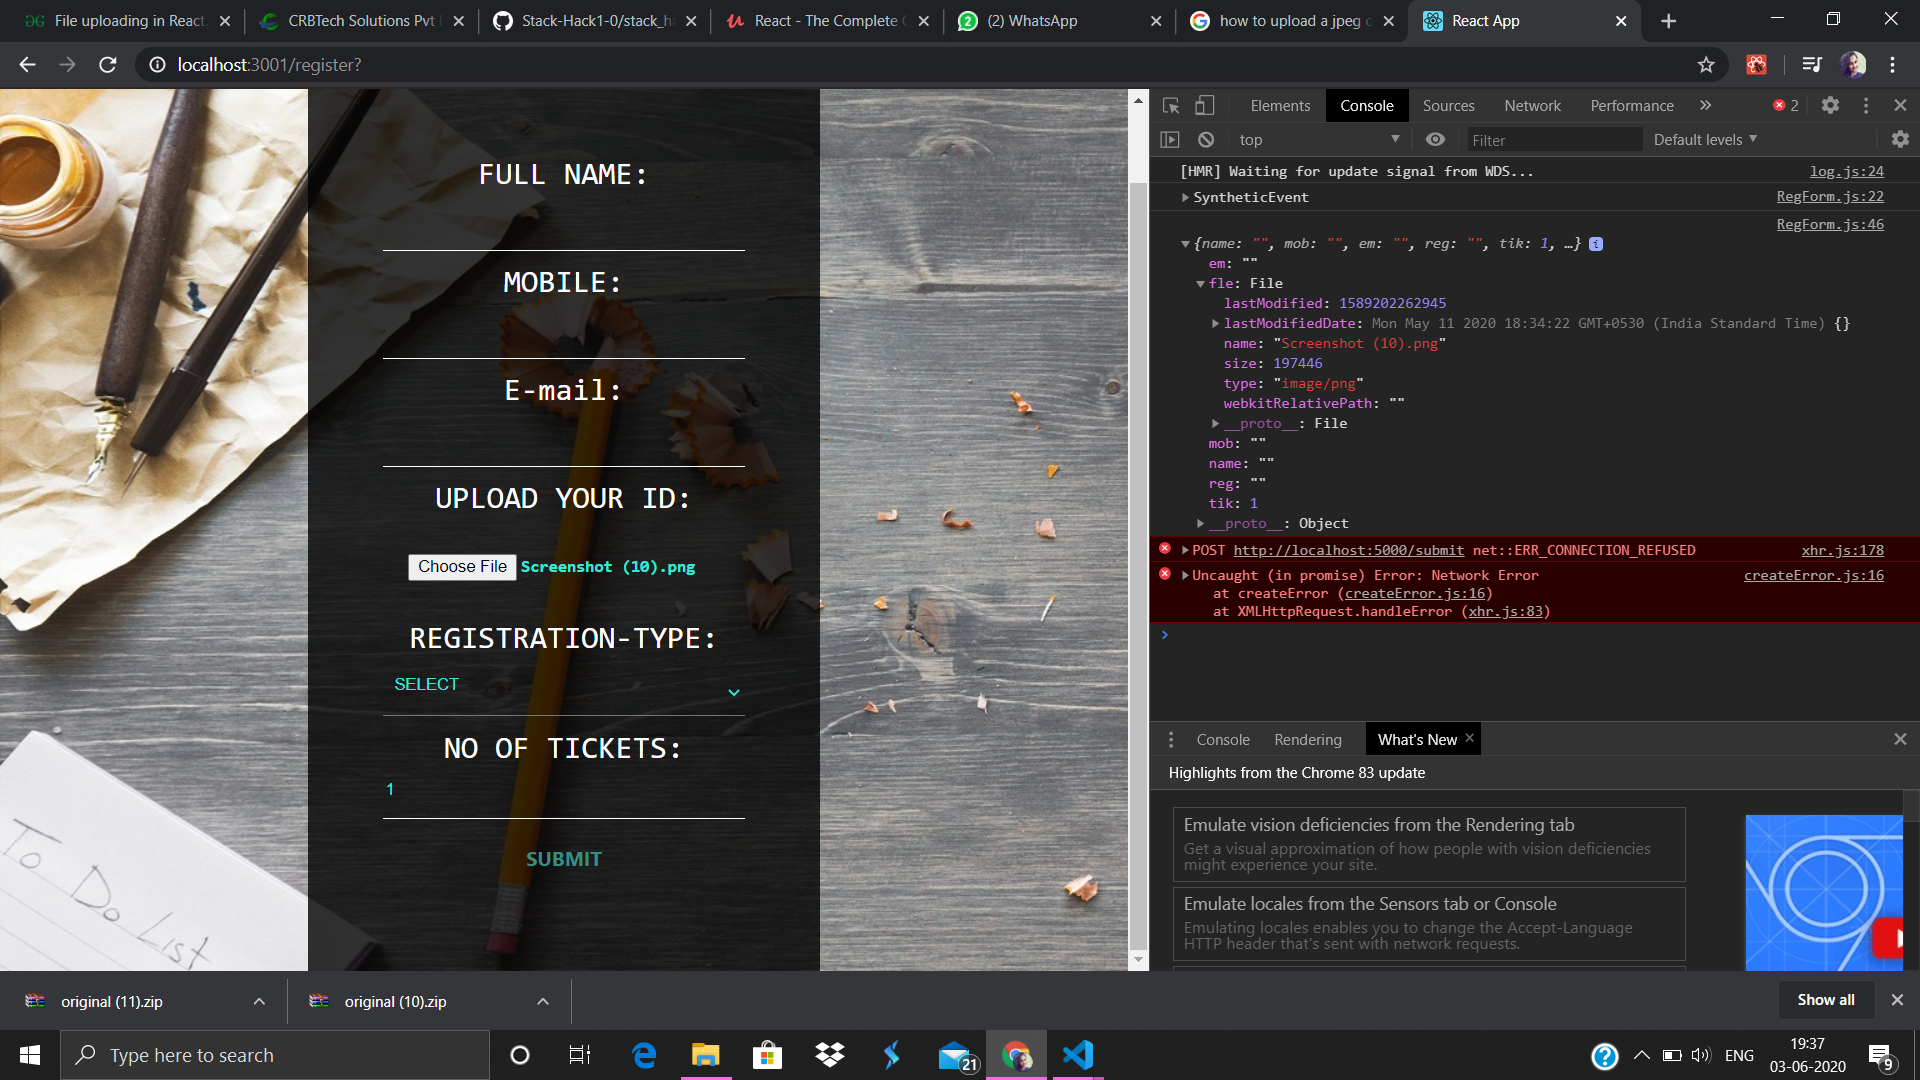 File uploading in React
CRBTech Solutions Pvt
Stack-Hack1-0/stack_h
React - The Complete
(2) WhatsApp
how to upload a jpeg
React App
localhost:3001/register?
FULL NAME:
MOBILE:
E-mail:
UPLOAD YOUR ID:
Choose File Screenshot (10).png
REGISTRATION-TYPE:
SELECT
NO OF TICKETS:
1
SUBMIT
To Do List
Elements Console Sources Network Performance » 2
top Filter Default levels
[HMR] Waiting for update signal from WDS... log.js:24
SyntheticEvent RegForm.js:22
RegForm.js:46
{name: "", mob: "", em: "", reg: "", tik: 1, …} i
em: ""
fle: File
lastModified: 1589202262945
lastModifiedDate: Mon May 11 2020 18:34:22 GMT+0530 (India Standard Time) {}
name: "Screenshot (10).png"
size: 197446
type: "image/png"
webkitRelativePath: ""
__proto__: File
mob: ""
name: ""
reg: ""
tik: 1
__proto__: Object
POST http://localhost:5000/submit net::ERR_CONNECTION_REFUSED xhr.js:178
Uncaught (in promise) Error: Network Error createError.js:16
at createError (createError.js:16)
at XMLHttpRequest.handleError (xhr.js:83)
Console Rendering What's New
Highlights from the Chrome 83 update
Emulate vision deficiencies from the Rendering tab
Get a visual approximation of how people with vision deficiencies
might experience your site.
Emulate locales from the Sensors tab or Console
Emulating locales enables you to change the Accept-Language
HTTP header that's sent with network requests.
original (11).zip
original (10).zip
Show all
Type here to search
21
ENG
19:37
03-06-2020
9